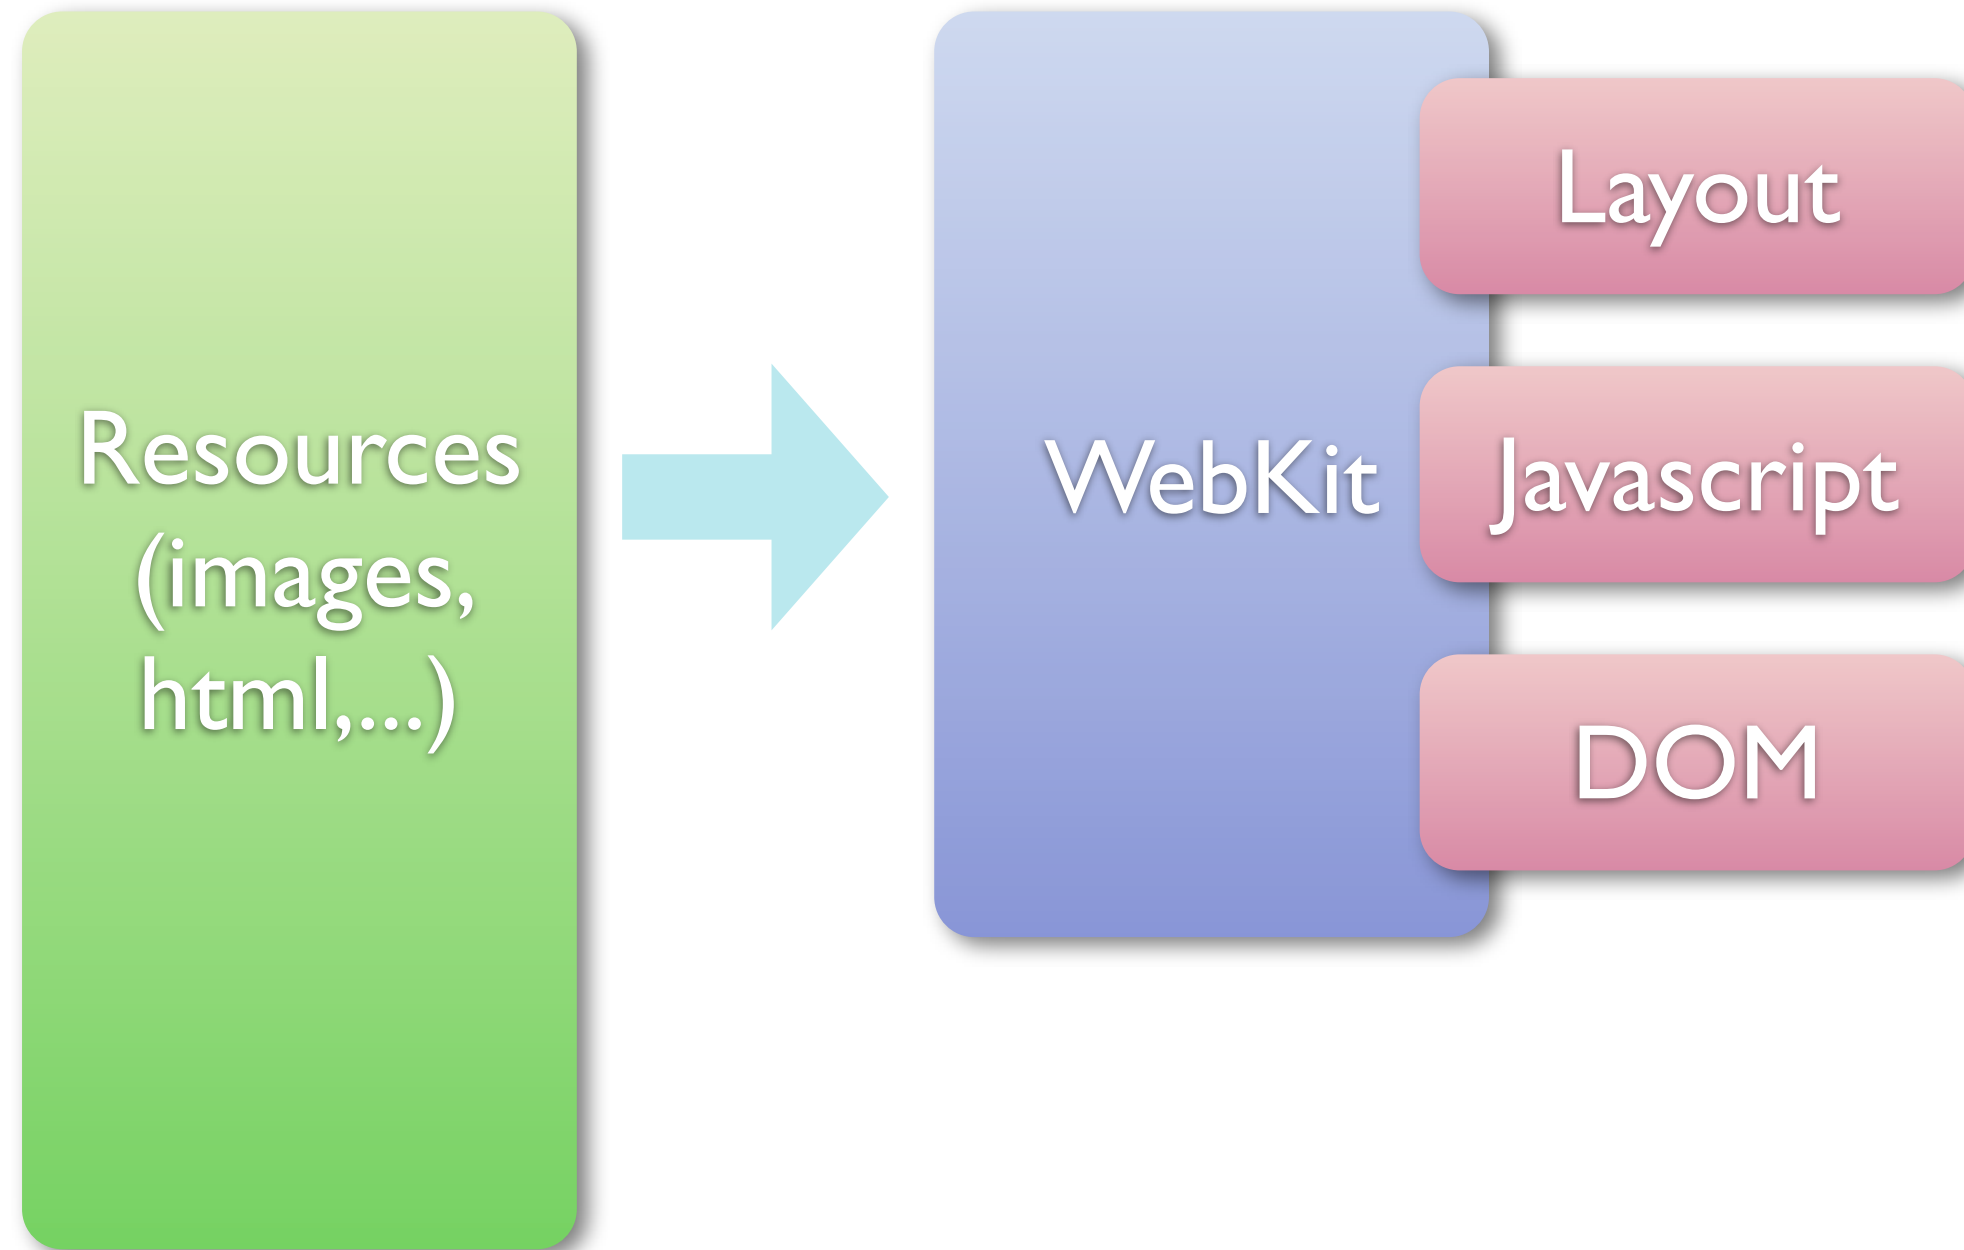 Resources
(images,
html,...)
WebKit
Layout
Javascript
DOM